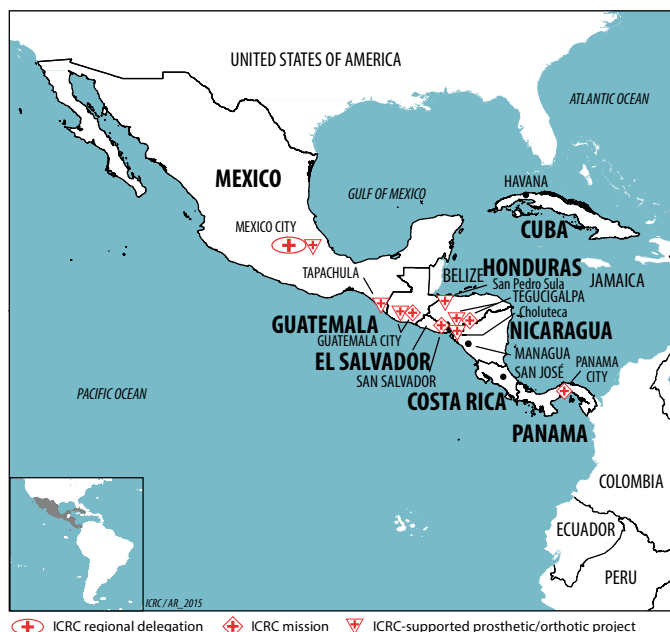 UNITED STATES OF AMERICA
ATLANTIC OCEAN
MEXICO
GULF OF MEXICO
HAVANA
CUBA
MEXICO CITY
TAPACHULA
BELIZE
HONDURAS
JAMAICA
San Pedro Sula
TEGUCIGALPA
Choluteca
GUATEMALA
NICARAGUA
GUATEMALA CITY
EL SALVADOR
MANAGUA
SAN SALVADOR
SAN JOSÉ
PANAMA
CITY
PACIFIC OCEAN
COSTA RICA
PANAMA
COLOMBIA
ECUADOR
PERU
ICRC / AR_2015
ICRC regional delegation ICRC mission ICRC-supported prosthetic/orthotic project